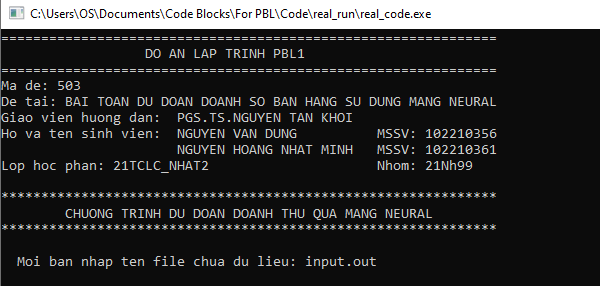 C:\Users\OS\Documents\Code Blocks\For PBL\Code\real_run\real_code.exe
==============================================================
DO AN LAP TRINH PBL1
==============================================================
Ma de: 503
De tai: BAI TOAN DU DOAN DOANH SO BAN HANG SU DUNG MANG NEURAL
Giao vien huong dan:  PGS.TS.NGUYEN TAN KHOI
Ho va ten sinh vien:  NGUYEN VAN DUNG          MSSV: 102210356
NGUYEN HOANG NHAT MINH   MSSV: 102210361
Lop hoc phan: 21TCLC_NHAT2                     Nhom: 21Nh99
**************************************************************
CHUONG TRINH DU DOAN DOANH THU QUA MANG NEURAL
**************************************************************
Moi ban nhap ten file chua du lieu: input.out